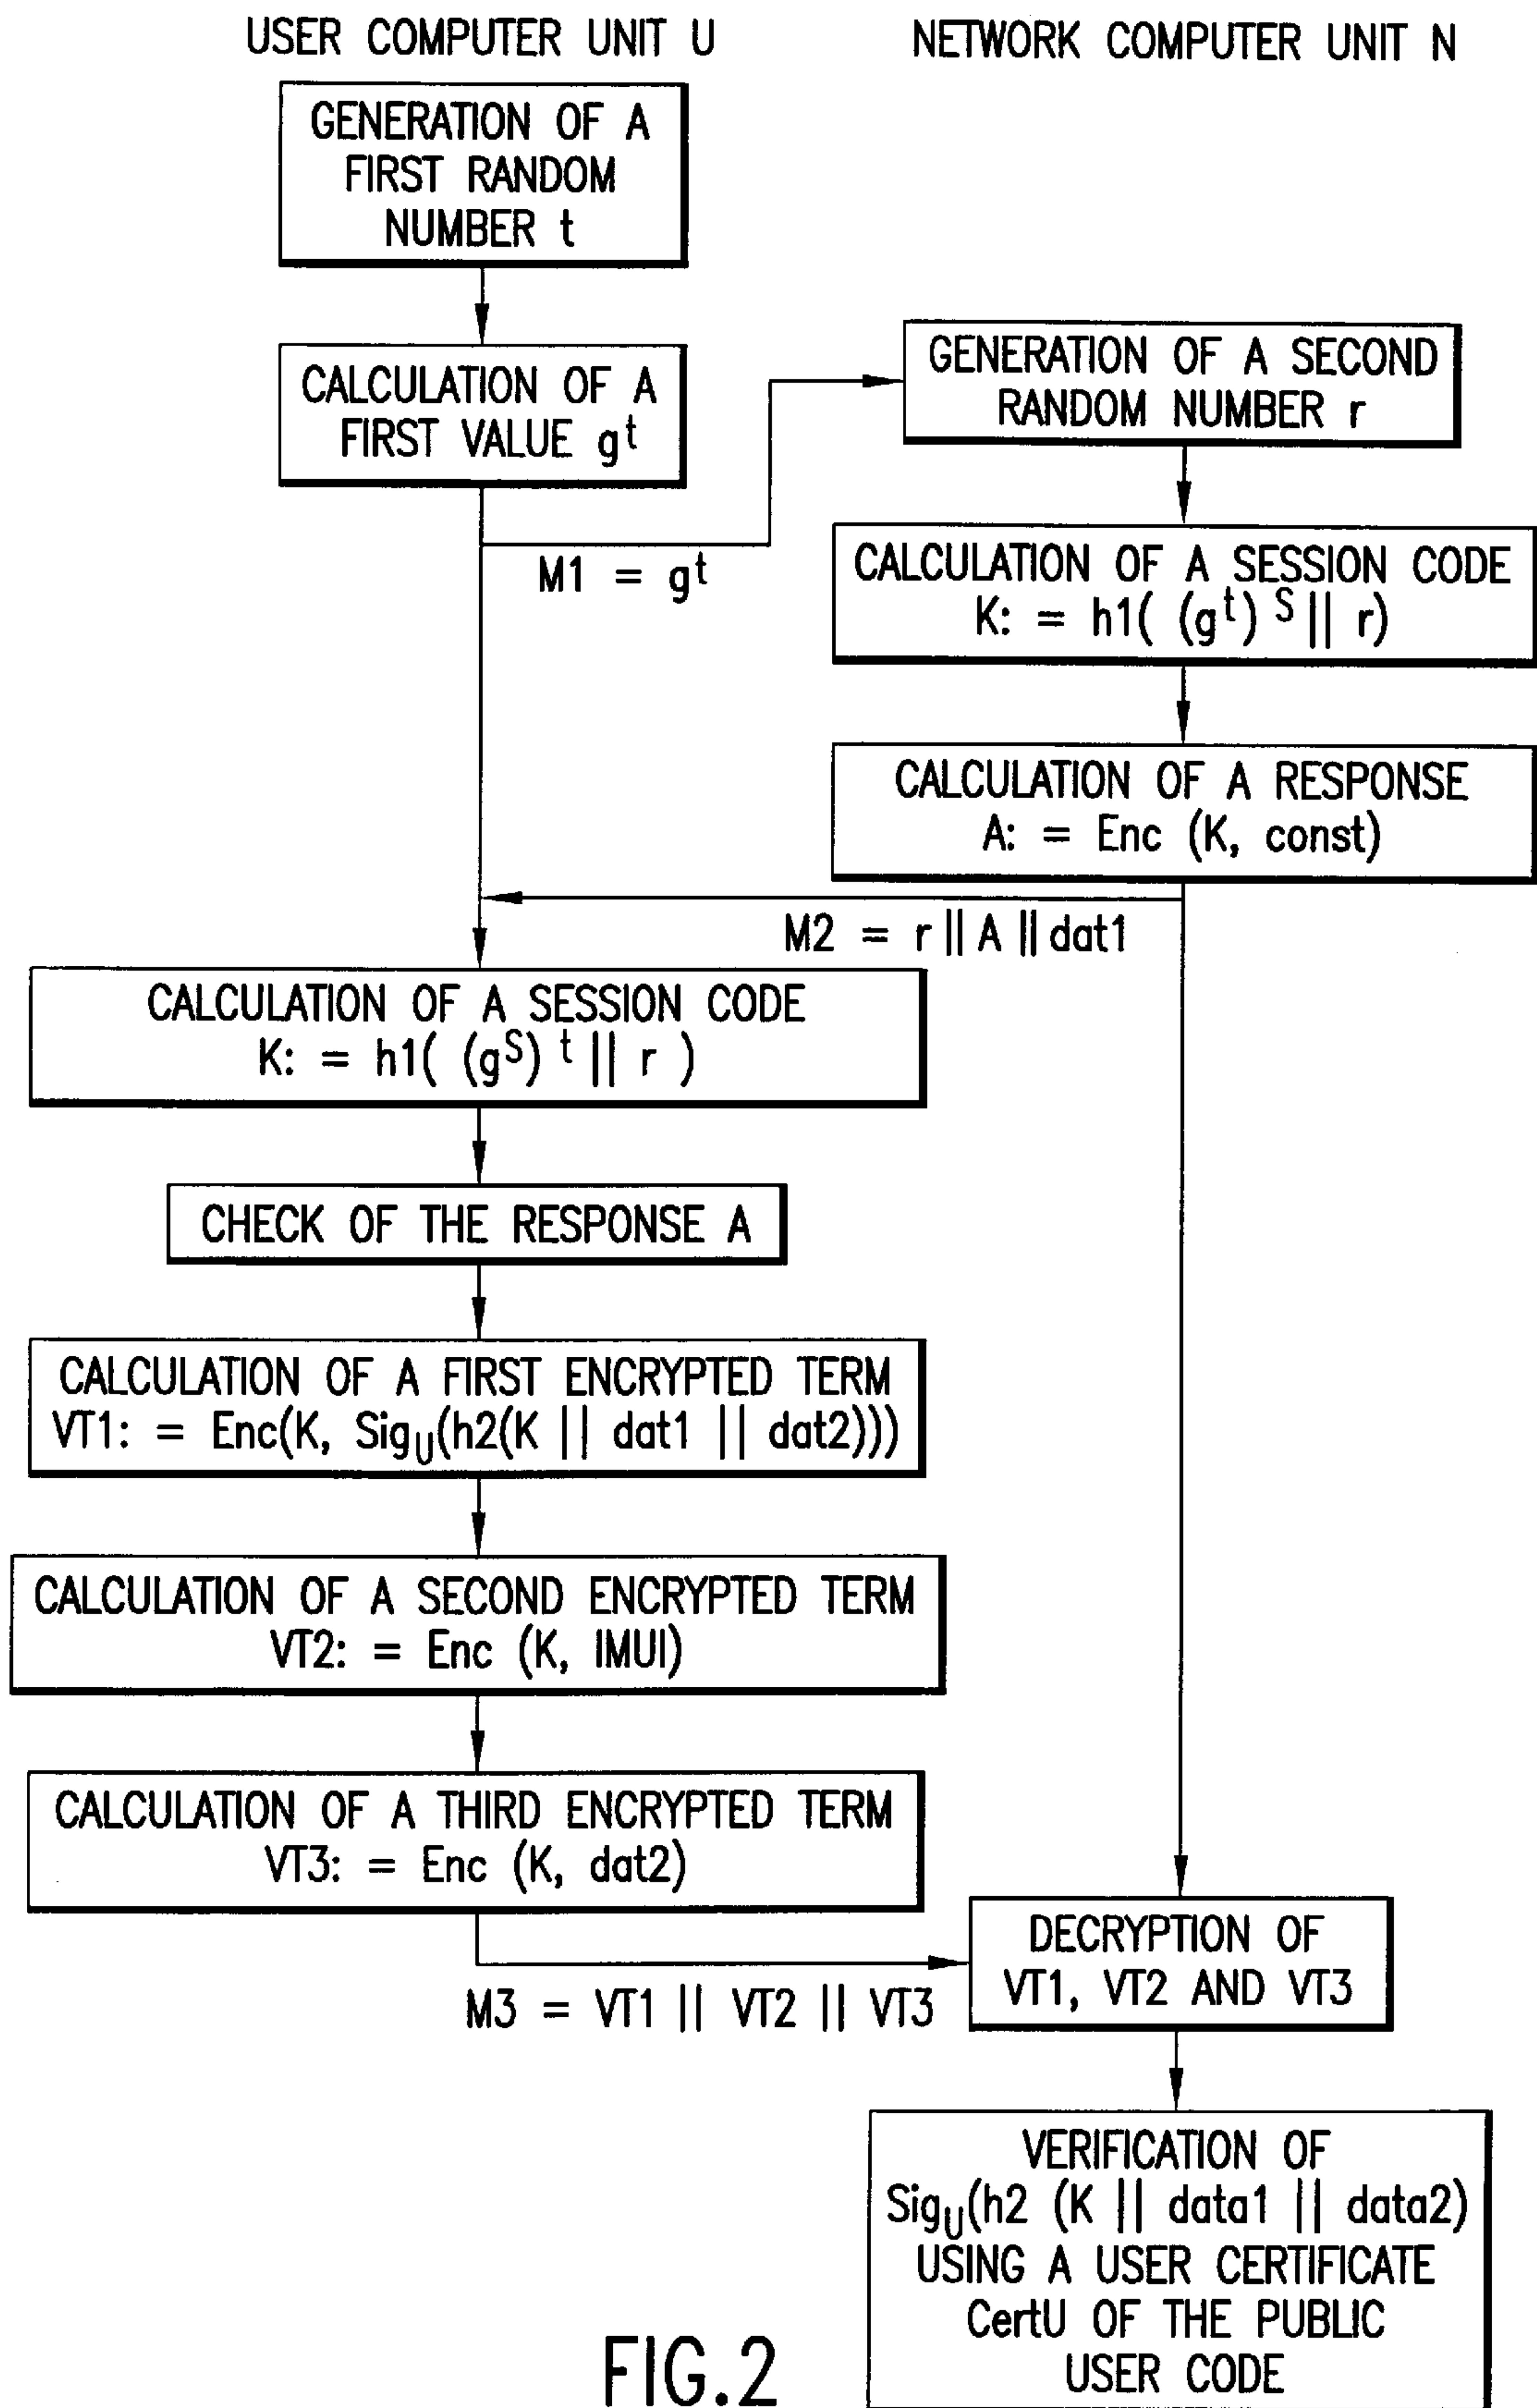 USER COMPUTER UNIT U
NETWORK COMPUTER UNIT N
GENERATION OF A
FIRST RANDOM
NUMBER t
CALCULATION OF A
FIRST VALUE g^t
M1 = g^t
GENERATION OF A SECOND
RANDOM NUMBER r
CALCULATION OF A SESSION CODE
K: = h1( (g^t)^S || r)
CALCULATION OF A RESPONSE
A: = Enc (K, const)
M2 = r || A || dat1
CALCULATION OF A SESSION CODE
K: = h1( (g^S)^t || r )
CHECK OF THE RESPONSE A
CALCULATION OF A FIRST ENCRYPTED TERM
VT1: = Enc(K, Sig_U(h2(K || dat1 || dat2)))
CALCULATION OF A SECOND ENCRYPTED TERM
VT2: = Enc (K, IMUI)
CALCULATION OF A THIRD ENCRYPTED TERM
VT3: = Enc (K, dat2)
M3 = VT1 || VT2 || VT3
DECRYPTION OF
VT1, VT2 AND VT3
VERIFICATION OF
Sig_U(h2 (K || data1 || data2)
USING A USER CERTIFICATE
CertU OF THE PUBLIC
USER CODE
FIG.2